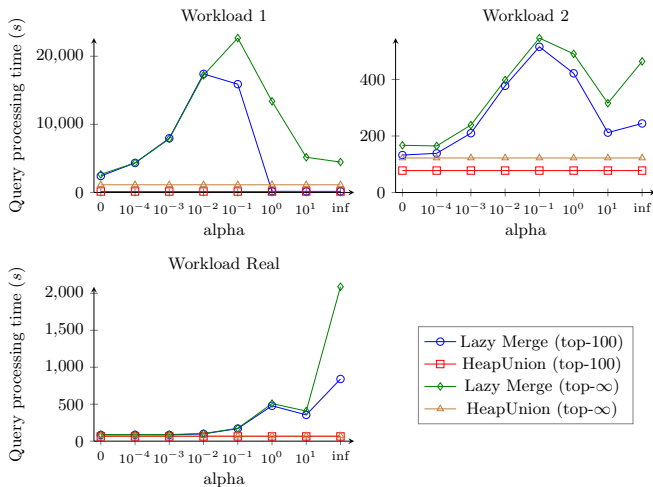 Workload 1
Query processing time (s)
20,000
10,000
0
0 10⁻⁴ 10⁻³ 10⁻² 10⁻¹ 10⁰ 10¹ inf
alpha
Workload 2
400
200
0
0 10⁻⁴ 10⁻³ 10⁻² 10⁻¹ 10⁰ 10¹ inf
alpha
Workload Real
Query processing time (s)
2,000
1,500
1,000
500
0
0 10⁻⁴ 10⁻³ 10⁻² 10⁻¹ 10⁰ 10¹ inf
alpha
Lazy Merge (top-100)
HeapUnion (top-100)
Lazy Merge (top-∞)
HeapUnion (top-∞)